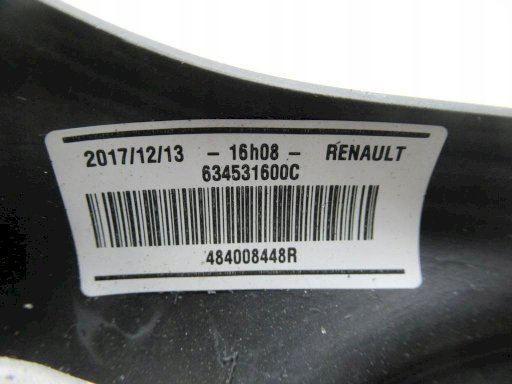 2017/12/13 - 16h08 - RENAULT
634531600C
484008448R